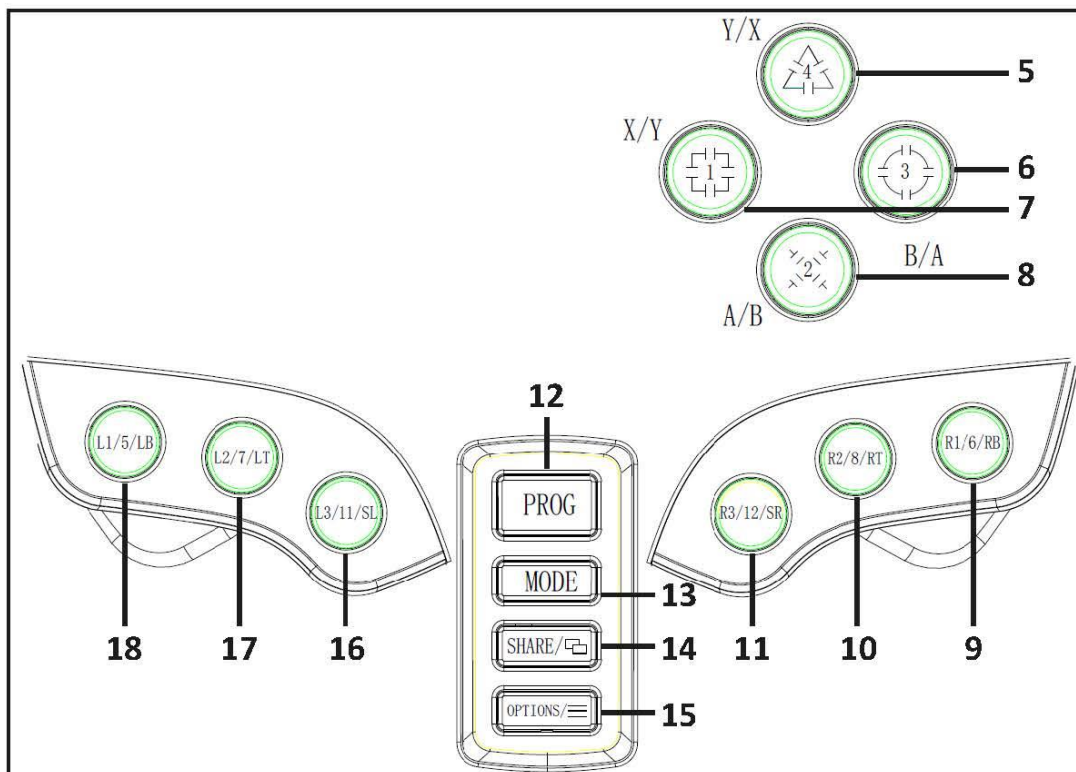 Y/X
4
5
X/Y
1
3
6
7
2
B/A
8
A/B
12
L1/5/LB
L2/7/LT
L3/11/SL
PROG
R3/12/SR
R2/8/RT
R1/6/RB
MODE
13
SHARE/
14
OPTIONS/
15
18
17
16
11
10
9